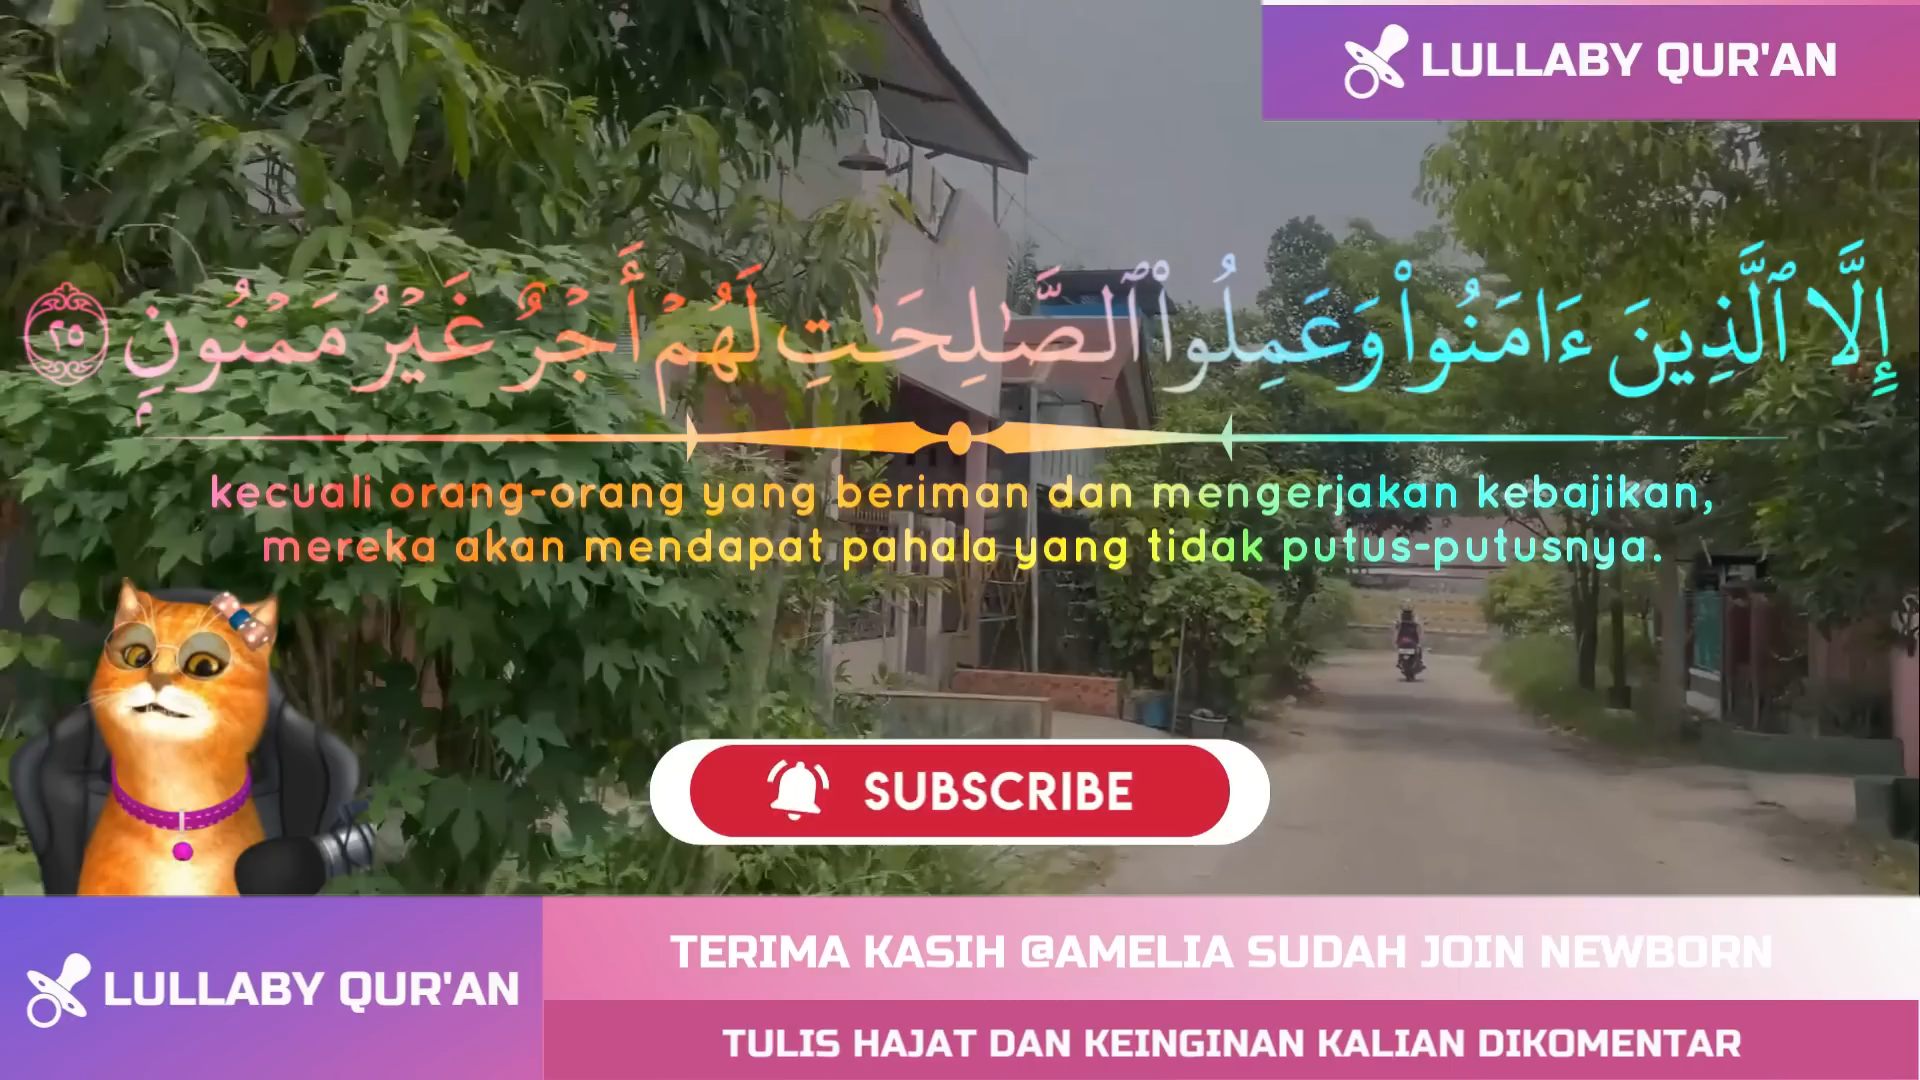 LULLABY QUR'AN
إِلَّا ٱلَّذِينَ ءَامَنُوا۟ وَعَمِلُوا۟ ٱلصَّـٰلِحَـٰتِ لَهُمْ أَجْرٌ غَيْرُ مَمْنُونٍۭ ٢٥
kecuali orang-orang yang beriman dan mengerjakan kebajikan,
mereka akan mendapat pahala yang tidak putus-putusnya.
SUBSCRIBE
LULLABY QUR'AN
TERIMA KASIH @AMELIA SUDAH JOIN NEWBORN
TULIS HAJAT DAN KEINGINAN KALIAN DIKOMENTAR